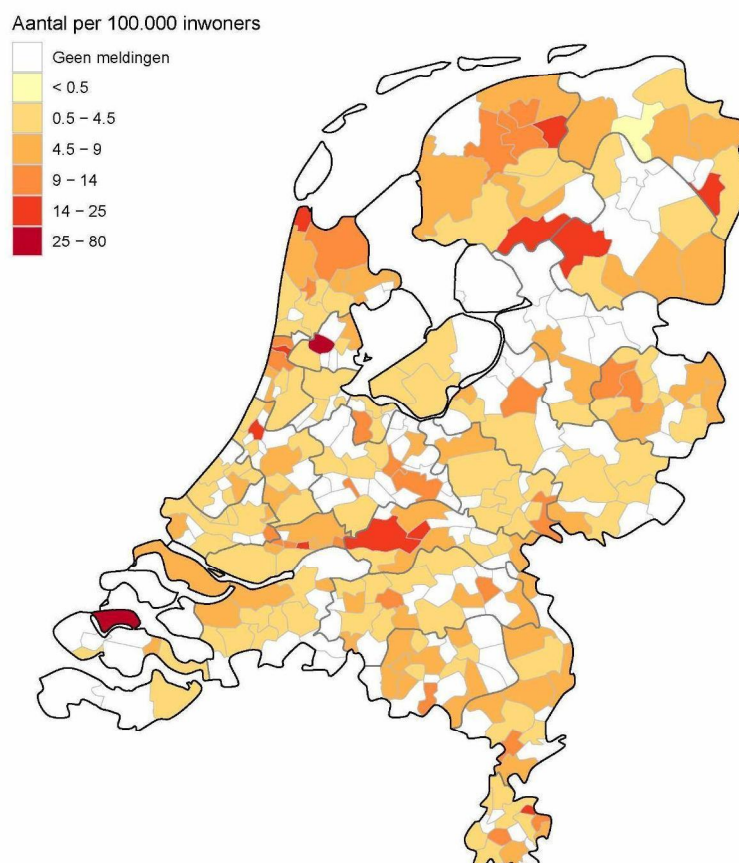 Aantal per 100.000 inwoners
Geen meldingen
< 0.5
0.5 – 4.5
4.5 – 9
9 – 14
14 – 25
25 – 80